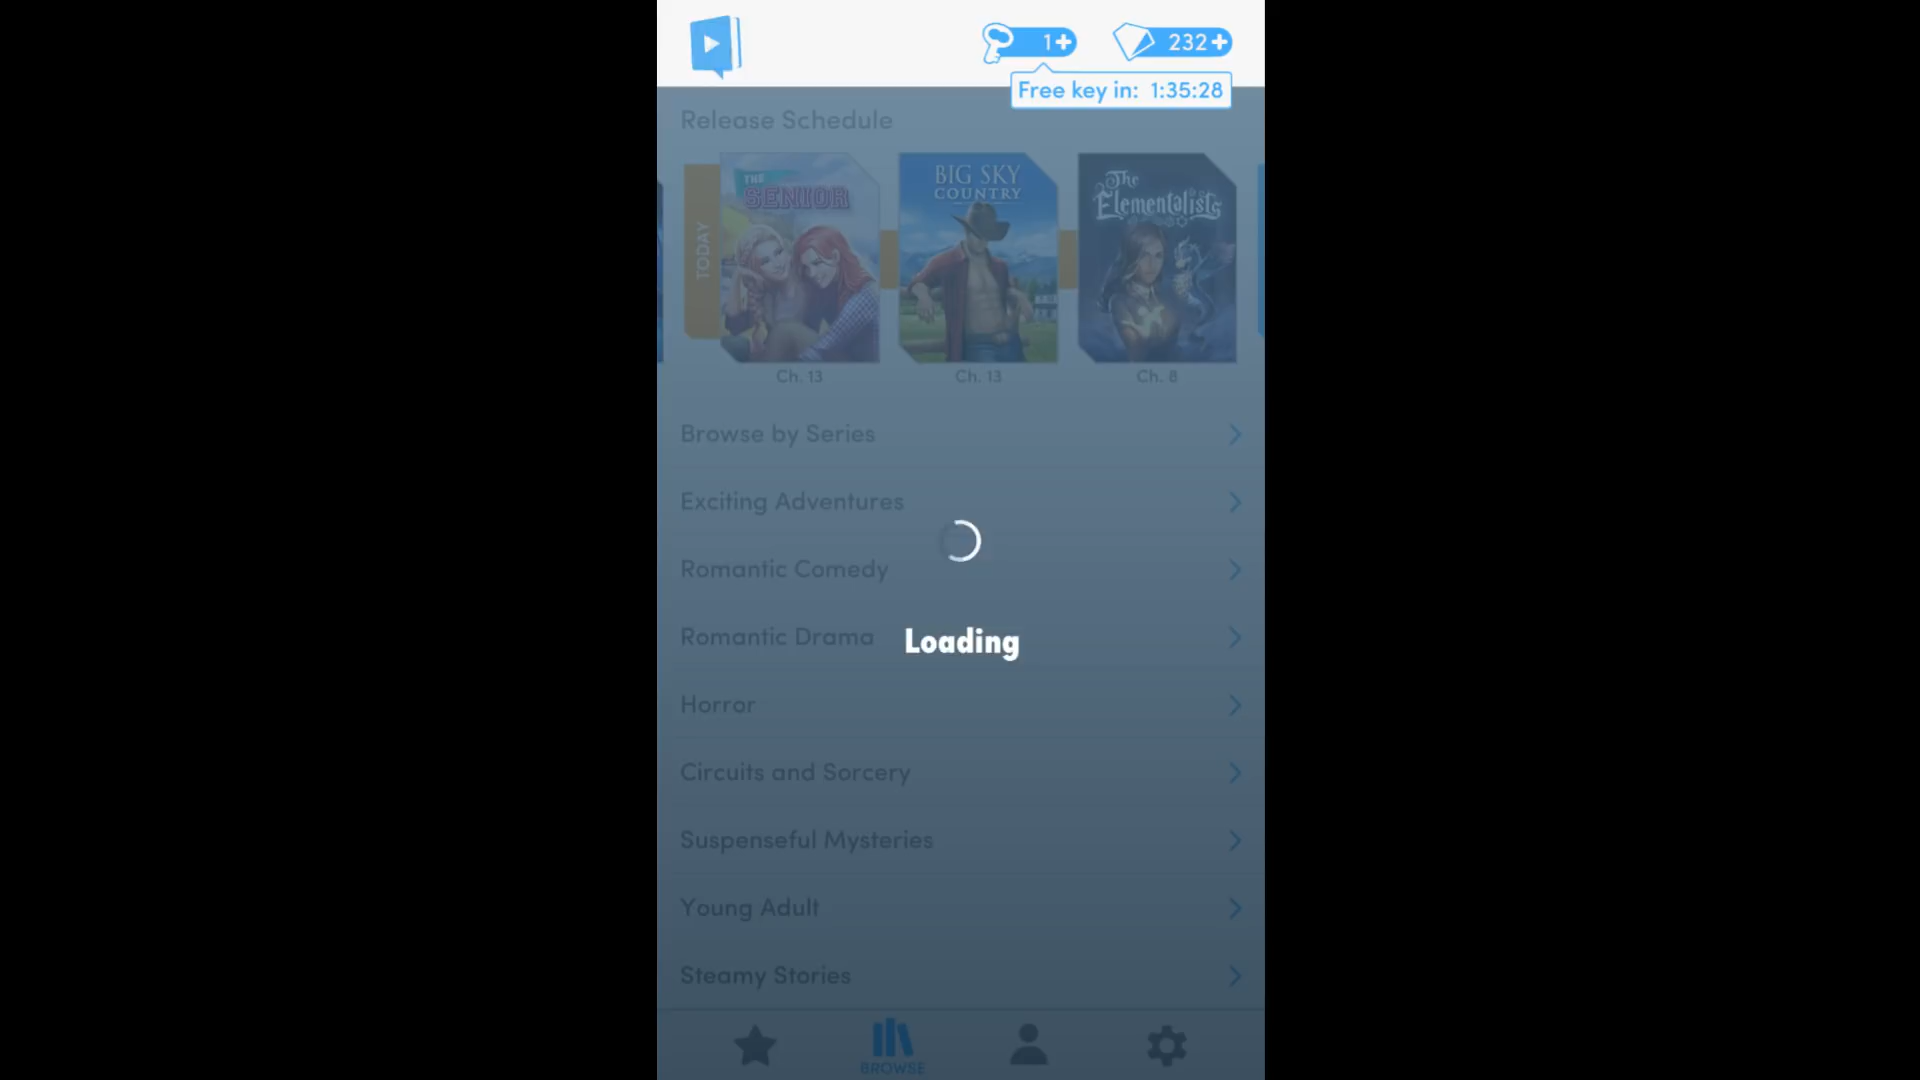 1+
232+
Free key in: 1:35:28
Release Schedule
TODAY
THE
SENIOR
BIG SKY
COUNTRY
The
Elementalists
Ch. 13
Ch. 13
Ch. 8
Browse by Series
Exciting Adventures
Romantic Comedy
Romantic Drama
Loading
Horror
Circuits and Sorcery
Suspenseful Mysteries
Young Adult
Steamy Stories
BROWSE